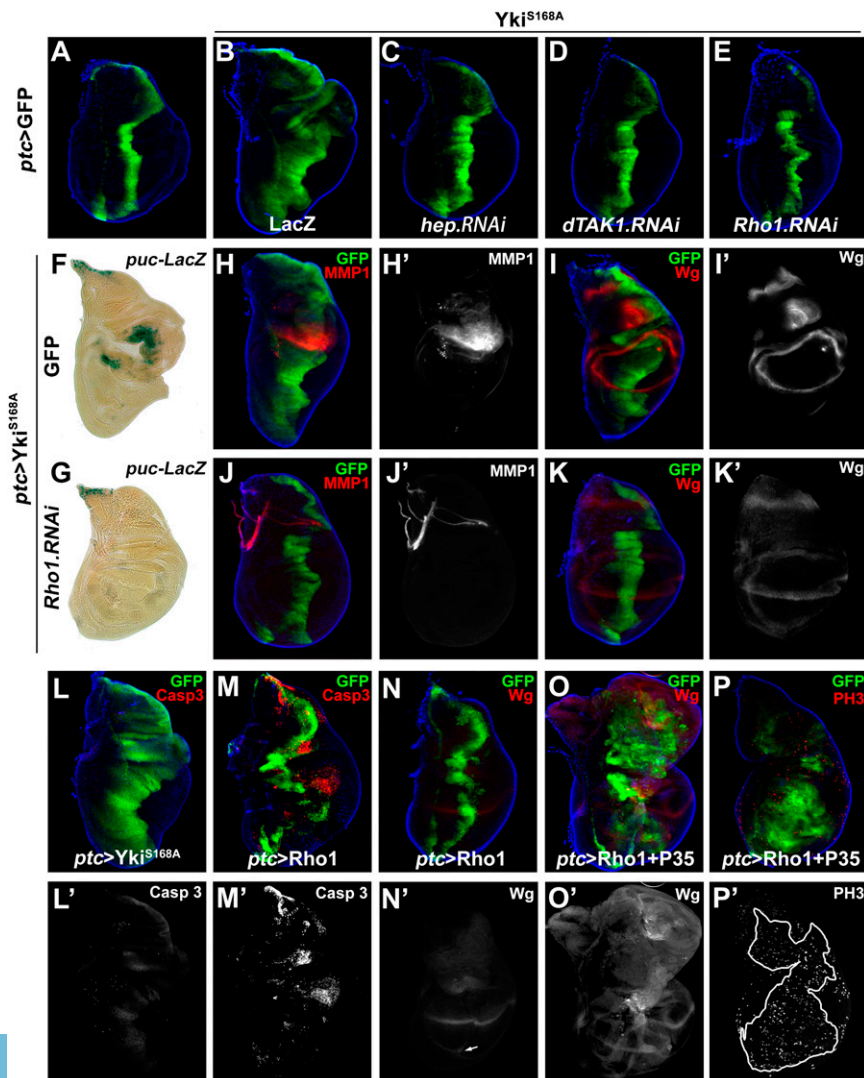 Yki^S168A
A
B
C
D
E
ptc>GFP
LacZ
hep.RNAi
dTAK1.RNAi
Rho1.RNAi
ptc>Yki^S168A
GFP
F
puc-LacZ
H
GFP
MMP1
H'
MMP1
I
GFP
Wg
I'
Wg
Rho1.RNAi
G
puc-LacZ
J
GFP
MMP1
J'
MMP1
K
GFP
Wg
K'
Wg
L
GFP
Casp3
ptc>Yki^S168A
M
GFP
Casp3
ptc>Rho1
N
GFP
Wg
ptc>Rho1
O
GFP
Wg
ptc>Rho1+P35
P
GFP
PH3
ptc>Rho1+P35
L'
Casp 3
M'
Casp 3
N'
Wg
O'
Wg
P'
PH3